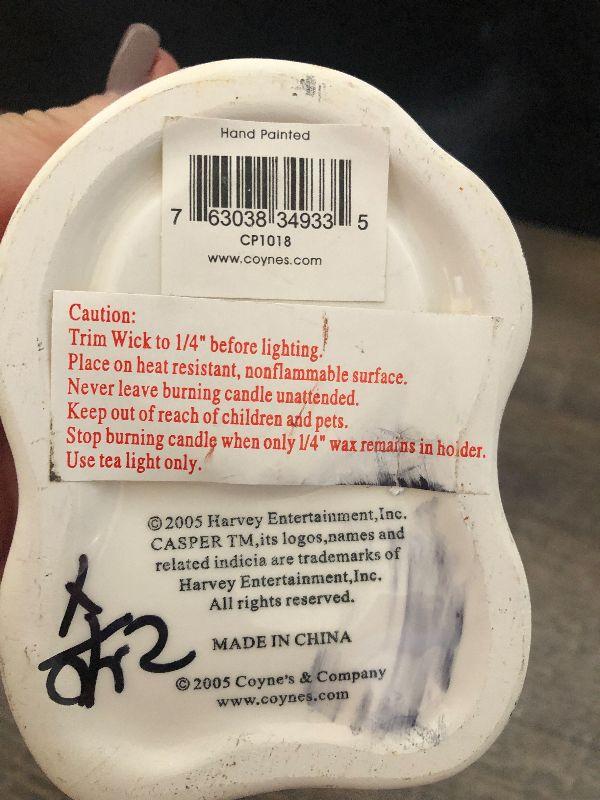 Hand Painted
7 63038 34933 5
CP1018
www.coynes.com
Caution:
Trim Wick to 1/4" before lighting.
Place on heat resistant, nonflammable surface.
Never leave burning candle unattended.
Keep out of reach of children and pets.
Stop burning candle when only 1/4" wax remains in holder.
Use tea light only.
©2005 Harvey Entertainment,Inc.
CASPER TM,its logos,names and
related indicia are trademarks of
Harvey Entertainment,Inc.
All rights reserved.
MADE IN CHINA
©2005 Coyne's & Company
www.coynes.com